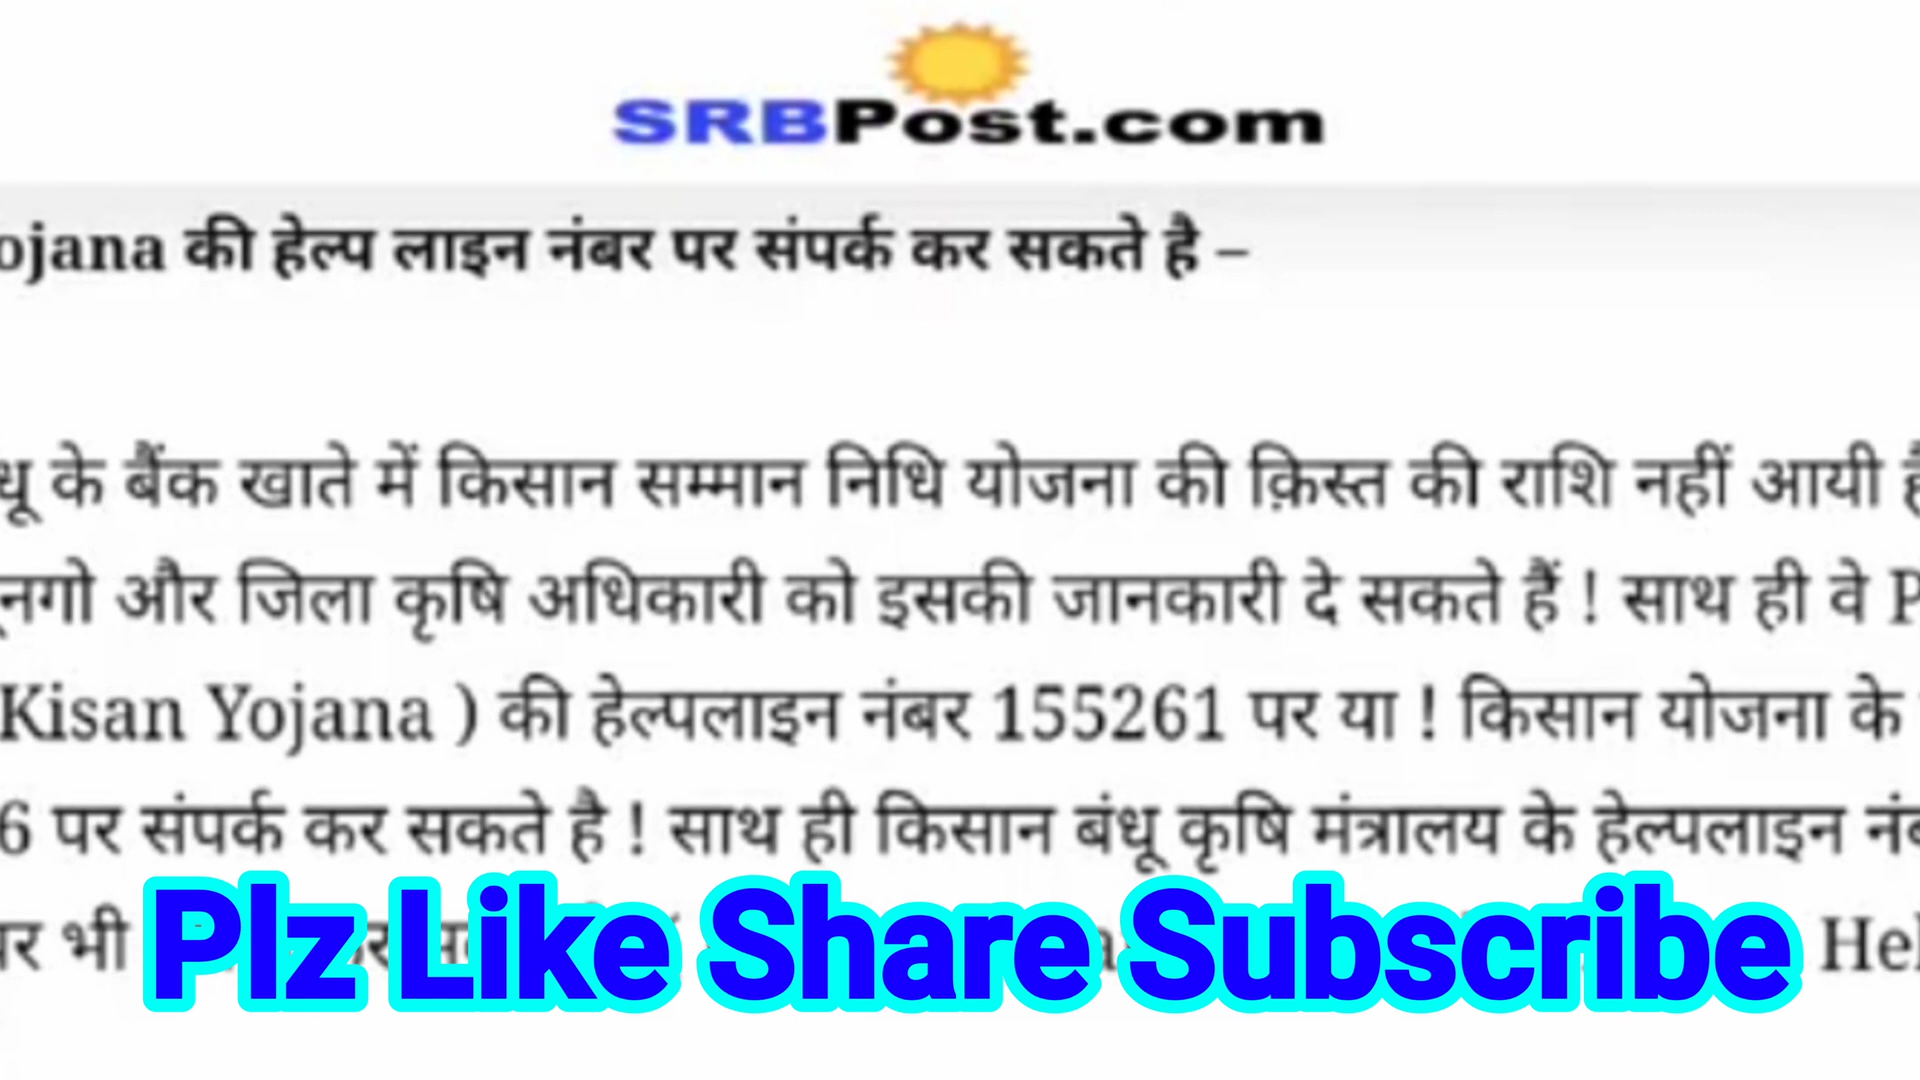 SRBPost.com
ojana की हेल्प लाइन नंबर पर संपर्क कर सकते है –
के बैंक खाते में किसान सम्मान निधि योजना की क़िस्त की राशि नहीं आयी
और जिला कृषि अधिकारी को इसकी जानकारी दे सकते हैं ! साथ ही वे P
Kisan Yojana ) की हेल्पलाइन नंबर 155261 पर या ! किसान योजना के
6 पर संपर्क कर सकते है ! साथ ही किसान बंधू कृषि मंत्रालय के हेल्पलाइन
भी Hel
Plz Like Share Subscribe